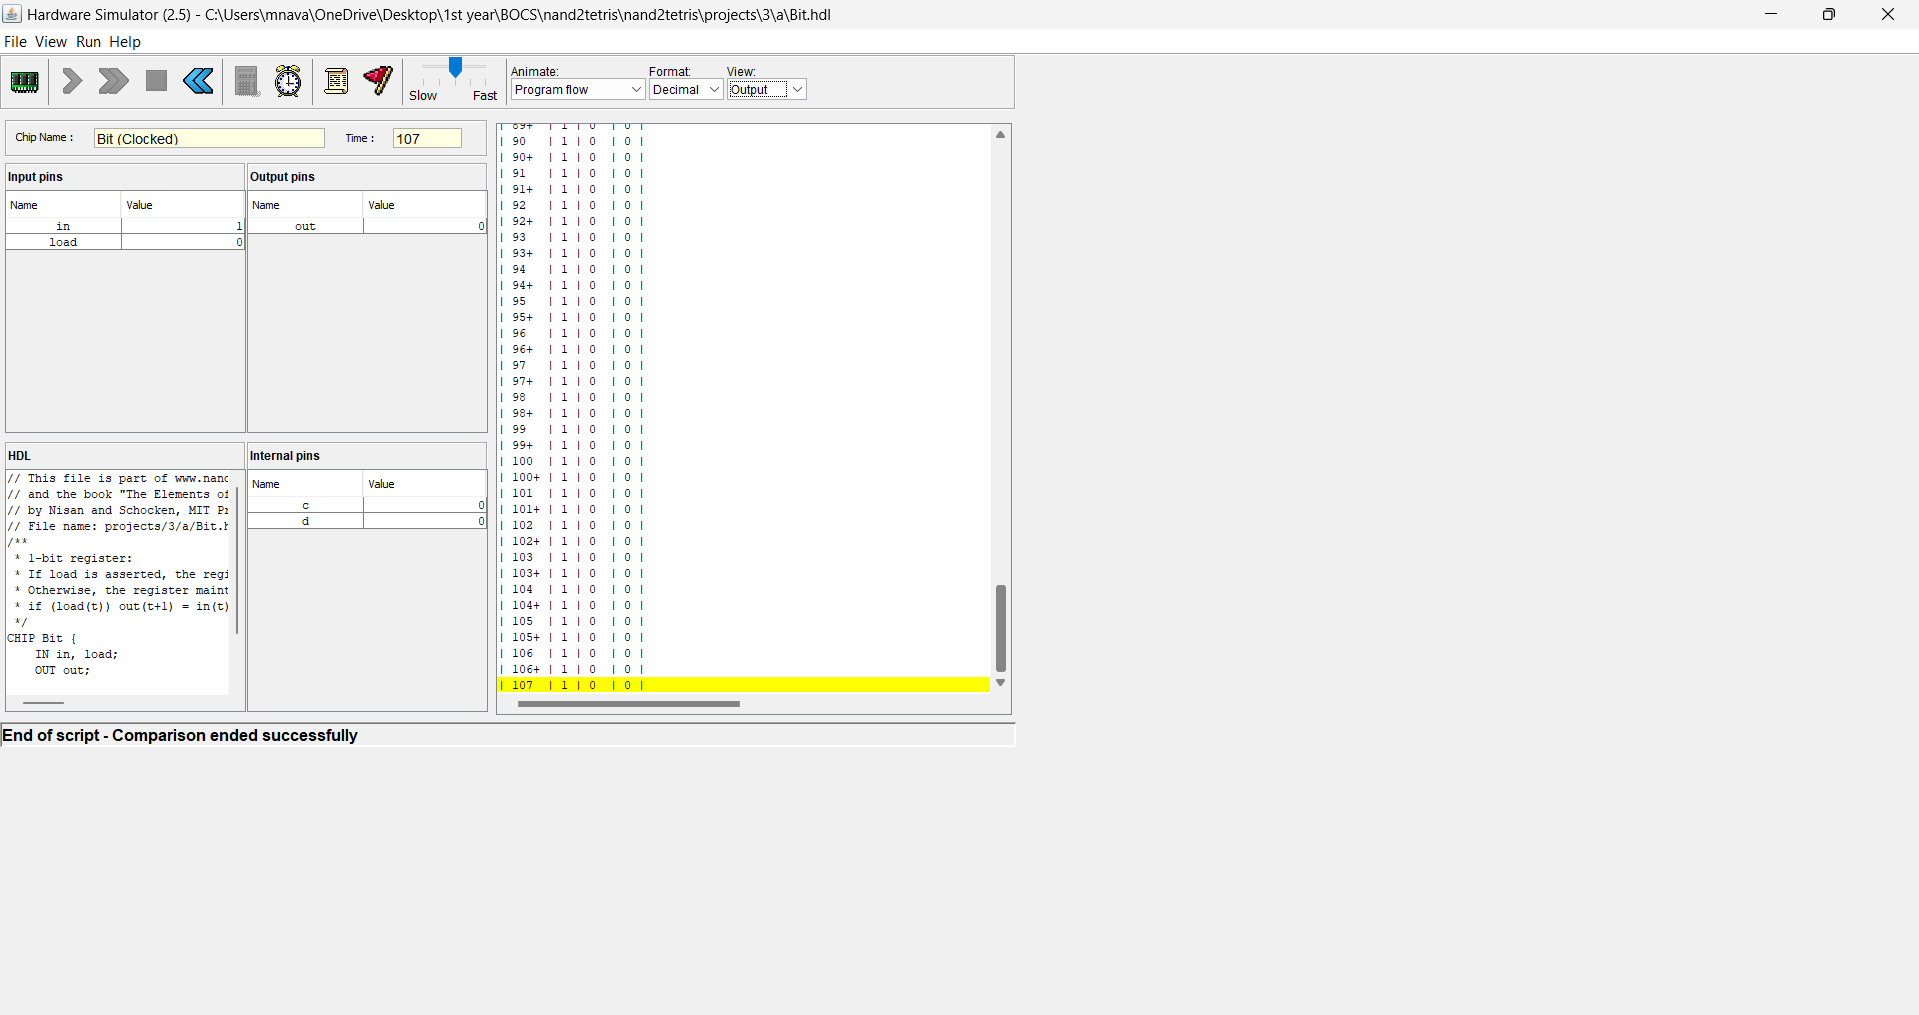 Hardware Simulator (2.5) - C:\Users\mnava\OneDrive\Desktop\1st year\BOCS\nand2tetris\nand2tetris\projects\3\a\Bit.hdl
File View Run Help
Slow Fast
Animate: Format: View:
Program flow Decimal Output
Chip Name : Bit (Clocked) Time : 107
Input pins
Name Value
in 1
load 0
Output pins
Name Value
out 0
HDL
// This file is part of www.nanc
// and the book "The Elements of
// by Nisan and Schocken, MIT Pr
// File name: projects/3/a/Bit.h
/**
* 1-bit register:
* If load is asserted, the regi
* Otherwise, the register maint
* if (load(t)) out(t+1) = in(t)
*/
CHIP Bit {
IN in, load;
OUT out;
Internal pins
Name Value
c 0
d 0
| 89+ | 1 | 0 | 0 |
| 90 | 1 | 0 | 0 |
| 90+ | 1 | 0 | 0 |
| 91 | 1 | 0 | 0 |
| 91+ | 1 | 0 | 0 |
| 92 | 1 | 0 | 0 |
| 92+ | 1 | 0 | 0 |
| 93 | 1 | 0 | 0 |
| 93+ | 1 | 0 | 0 |
| 94 | 1 | 0 | 0 |
| 94+ | 1 | 0 | 0 |
| 95 | 1 | 0 | 0 |
| 95+ | 1 | 0 | 0 |
| 96 | 1 | 0 | 0 |
| 96+ | 1 | 0 | 0 |
| 97 | 1 | 0 | 0 |
| 97+ | 1 | 0 | 0 |
| 98 | 1 | 0 | 0 |
| 98+ | 1 | 0 | 0 |
| 99 | 1 | 0 | 0 |
| 99+ | 1 | 0 | 0 |
| 100 | 1 | 0 | 0 |
| 100+ | 1 | 0 | 0 |
| 101 | 1 | 0 | 0 |
| 101+ | 1 | 0 | 0 |
| 102 | 1 | 0 | 0 |
| 102+ | 1 | 0 | 0 |
| 103 | 1 | 0 | 0 |
| 103+ | 1 | 0 | 0 |
| 104 | 1 | 0 | 0 |
| 104+ | 1 | 0 | 0 |
| 105 | 1 | 0 | 0 |
| 105+ | 1 | 0 | 0 |
| 106 | 1 | 0 | 0 |
| 106+ | 1 | 0 | 0 |
| 107 | 1 | 0 | 0 |
End of script - Comparison ended successfully